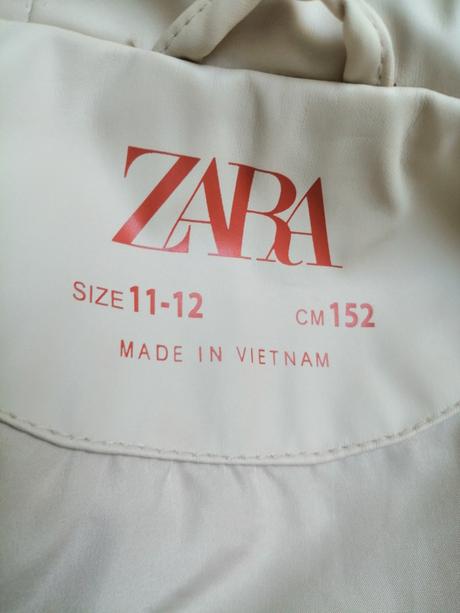 ZARA
SIZE 11-12 CM 152
MADE IN VIETNAM